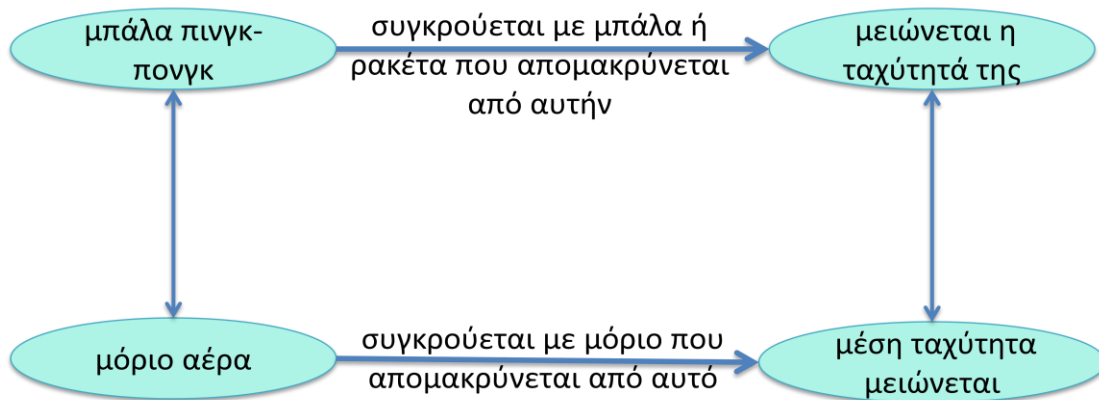 μπάλα πινγκ-
πονγκ
συγκρούεται με μπάλα ή
ρακέτα που απομακρύνεται
από αυτήν
μειώνεται η
ταχύτητά της
μόριο αέρα
συγκρούεται με μόριο που
απομακρύνεται από αυτό
μέση ταχύτητα
μειώνεται